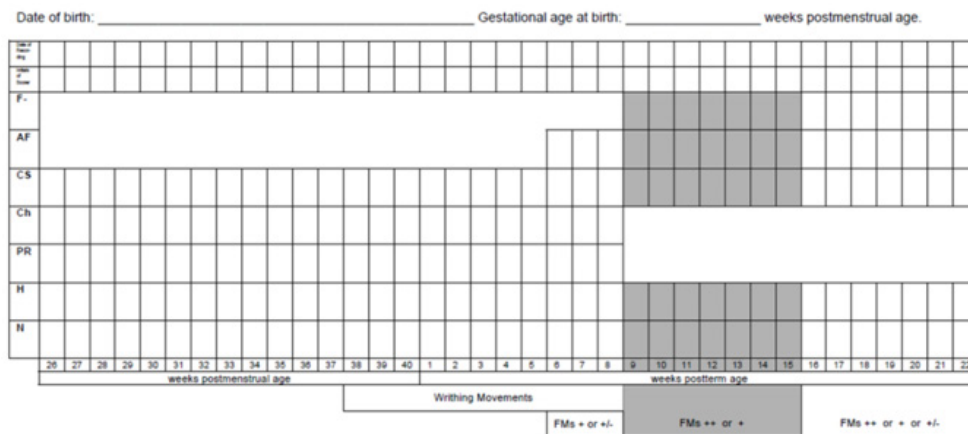 Date of birth: Gestational age at birth: weeks postmenstrual age.
F-
AF
CS
Ch
PR
H
N
26 27 28 29 30 31 32 33 34 35 36 37 38 39 40 1 2 3 4 5 6 7 8 9 10 11 12 13 14 15 16 17 18 19 20 21 22
weeks postmenstrual age weeks postterm age
Writhing Movements
FMs + or +/- FMs ++ or + FMs ++ or + or +/-